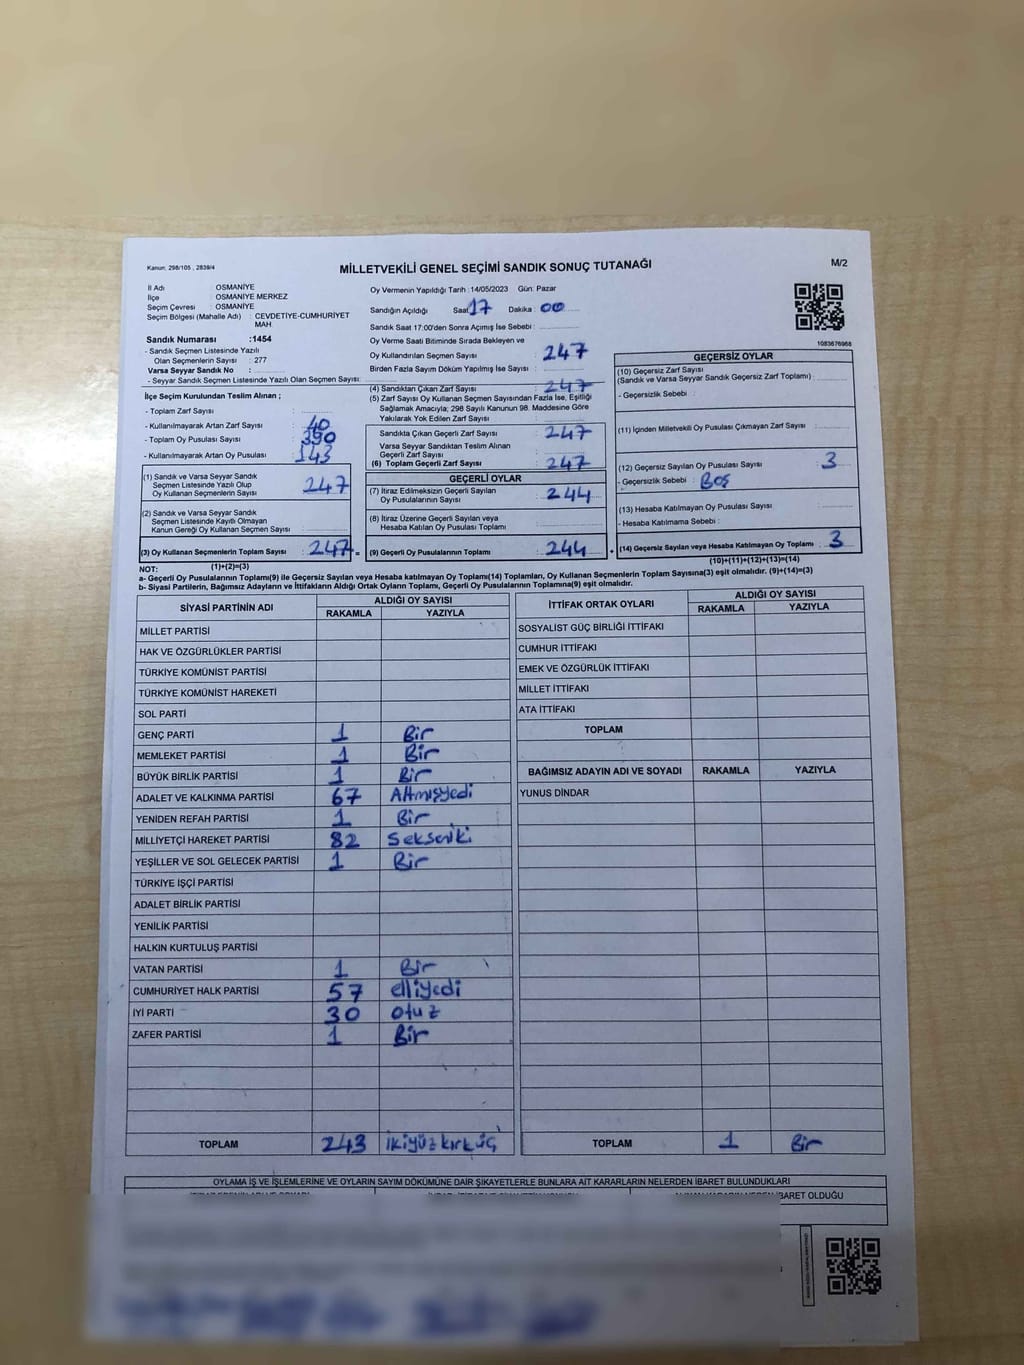 Kanun: 298/105 , 2839/4
MİLLETVEKİLİ GENEL SEÇİMİ SANDIK SONUÇ TUTANAĞI
M/2
İl Adı : OSMANİYE
İlçe : OSMANİYE MERKEZ
Seçim Çevresi : OSMANİYE
Seçim Bölgesi (Mahalle Adı) : CEVDETİYE-CUMHURİYET
MAH
Sandık Numarası :1454
- Sandık Seçmen Listesinde Yazılı
Olan Seçmenlerin Sayısı : 277
Varsa Seyyar Sandık No :
- Seyyar Sandık Seçmen Listesinde Yazılı Olan Seçmen Sayısı:
İlçe Seçim Kurulundan Teslim Alınan ;
- Toplam Zarf Sayısı :
- Kullanılmayarak Artan Zarf Sayısı : 40
- Toplam Oy Pusulası Sayısı : 390
- Kullanılmayarak Artan Oy Pusulası : 143
(1) Sandık ve Varsa Seyyar Sandık
Seçmen Listesinde Yazılı Olup
Oy Kullanan Seçmenlerin Sayısı : 247
(2) Sandık ve Varsa Seyyar Sandık
Seçmen Listesinde Kayıtlı Olmayan
Kanun Gereği Oy Kullanan Seçmen Sayısı :
(3) Oy Kullanan Seçmenlerin Toplam Sayısı : 247
(1)+(2)=(3)
Oy Vermenin Yapıldığı Tarih :14/05/2023 Gün: Pazar
Sandığın Açıldığı Saat 17 Dakika : 00
Sandık Saat 17:00'den Sonra Açımış İse Sebebi :
Oy Verme Saati Bitiminde Sırada Bekleyen ve
Oy Kullandırılan Seçmen Sayısı : 247
Birden Fazla Sayım Döküm Yapılmış İse Sayısı :
(4) Sandıktan Çıkan Zarf Sayısı : 247
(5) Zarf Sayısı Oy Kullanan Seçmen Sayısından Fazla İse, Eşitliği
Sağlamak Amacıyla; 298 Sayılı Kanunun 98. Maddesine Göre
Yakılarak Yok Edilen Zarf Sayısı :
Sandıkta Çıkan Geçerli Zarf Sayısı : 247
Varsa Seyyar Sandıktan Teslim Alınan
Geçerli Zarf Sayısı :
(6) Toplam Geçerli Zarf Sayısı : 247
GEÇERLİ OYLAR
(7) İtiraz Edilmeksizin Geçerli Sayılan
Oy Pusulalarının Sayısı : 244
(8) İtiraz Üzerine Geçerli Sayılan veya
Hesaba Katılan Oy Pusulası Toplamı :
(9) Geçerli Oy Pusulalarının Toplamı : 244
1083676968
GEÇERSİZ OYLAR
(10) Geçersiz Zarf Sayısı
(Sandık ve Varsa Seyyar Sandık Geçersiz Zarf Toplamı) :
- Geçersizlik Sebebi :
(11) İçinden Milletvekili Oy Pusulası Çıkmayan Zarf Sayısı :
(12) Geçersiz Sayılan Oy Pusulası Sayısı : 3
- Geçersizlik Sebebi : BOŞ
(13) Hesaba Katılmayan Oy Pusulası Sayısı :
- Hesaba Katılmama Sebebi :
(14) Geçersiz Sayılan veya Hesaba Katılmayan Oy Toplamı : 3
(10)+(11)+(12)+(13)=(14)
NOT:
a- Geçerli Oy Pusulalarının Toplamı(9) ile Geçersiz Sayılan veya Hesaba katılmayan Oy Toplamı(14) Toplamları, Oy Kullanan Seçmenlerin Toplam Sayısına(3) eşit olmalıdır. (9)+(14)=(3)
b- Siyasi Partilerin, Bağımsız Adayların ve İttifakların Aldığı Ortak Oyların Toplamı, Geçerli Oy Pusulalarının Toplamına(9) eşit olmalıdır.
SİYASİ PARTİNİN ADI ALDIĞI OY SAYISI
RAKAMLA YAZIYLA
MİLLET PARTİSİ
HAK VE ÖZGÜRLÜKLER PARTİSİ
TÜRKİYE KOMÜNİST PARTİSİ
TÜRKİYE KOMÜNİST HAREKETİ
SOL PARTİ
GENÇ PARTİ 1 Bir
MEMLEKET PARTİSİ 1 Bir
BÜYÜK BİRLİK PARTİSİ 1 Bir
ADALET VE KALKINMA PARTİSİ 67 Altmışyedi
YENİDEN REFAH PARTİSİ 1 Bir
MİLLİYETÇİ HAREKET PARTİSİ 82 Sekseniki
YEŞİLLER VE SOL GELECEK PARTİSİ 1 Bir
TÜRKİYE İŞÇİ PARTİSİ
ADALET BİRLİK PARTİSİ
YENİLİK PARTİSİ
HALKIN KURTULUŞ PARTİSİ
VATAN PARTİSİ 1 Bir
CUMHURİYET HALK PARTİSİ 57 elliyedi
İYİ PARTİ 30 otuz
ZAFER PARTİSİ 1 Bir
TOPLAM 243 ikiyüzkırküç
İTTİFAK ORTAK OYLARI ALDIĞI OY SAYISI
RAKAMLA YAZIYLA
SOSYALİST GÜÇ BİRLİĞİ İTTİFAKI
CUMHUR İTTİFAKI
EMEK VE ÖZGÜRLÜK İTTİFAKI
MİLLET İTTİFAKI
ATA İTTİFAKI
TOPLAM
BAĞIMSIZ ADAYIN ADI VE SOYADI RAKAMLA YAZIYLA
YUNUS DİNDAR
TOPLAM 1 Bir
OYLAMA İŞ VE İŞLEMLERİNE VE OYLARIN SAYIM DÖKÜMÜNE DAİR ŞİKAYETLERLE BUNLARA AİT KARARLARIN NELERDEN İBARET BULUNDUKLARI
İBARET OLDUĞU